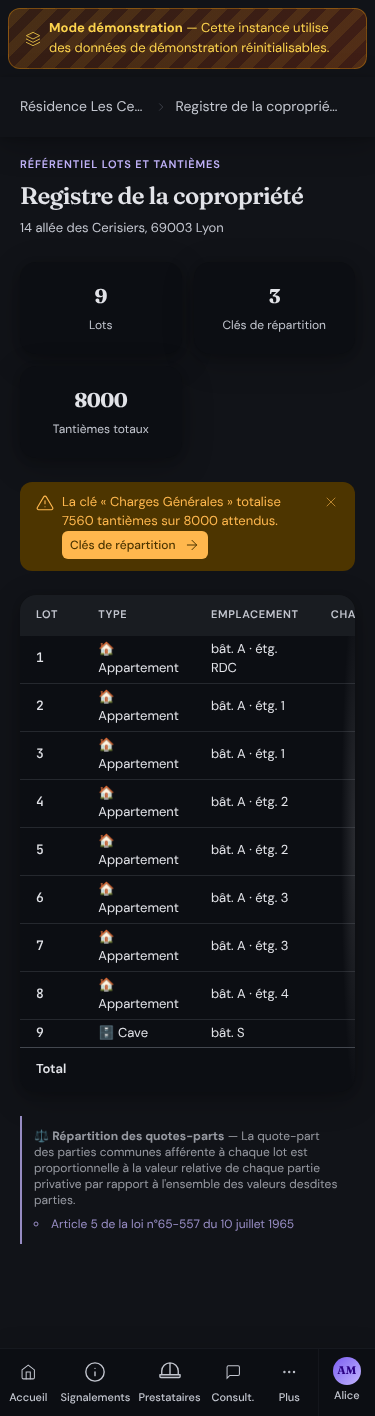 Mode démonstration — Cette instance utilise
des données de démonstration réinitialisables.
Résidence Les Ce… > Registre de la coproprié…
RÉFÉRENTIEL LOTS ET TANTIÈMES
Registre de la copropriété
14 allée des Cerisiers, 69003 Lyon
9
Lots
3
Clés de répartition
8000
Tantièmes totaux
La clé « Charges Générales » totalise
7560 tantièmes sur 8000 attendus.
Clés de répartition →
LOT TYPE EMPLACEMENT CHA
1 🏠 Appartement bât. A · étg. RDC
2 🏠 Appartement bât. A · étg. 1
3 🏠 Appartement bât. A · étg. 1
4 🏠 Appartement bât. A · étg. 2
5 🏠 Appartement bât. A · étg. 2
6 🏠 Appartement bât. A · étg. 3
7 🏠 Appartement bât. A · étg. 3
8 🏠 Appartement bât. A · étg. 4
9 🗄️ Cave bât. S
Total
⚖️ Répartition des quotes-parts — La quote-part
des parties communes afférente à chaque lot est
proportionnelle à la valeur relative de chaque partie
privative par rapport à l'ensemble des valeurs desdites
parties.
Article 5 de la loi n°65-557 du 10 juillet 1965
Accueil Signalements Prestataires Consult. Plus
AM
Alice